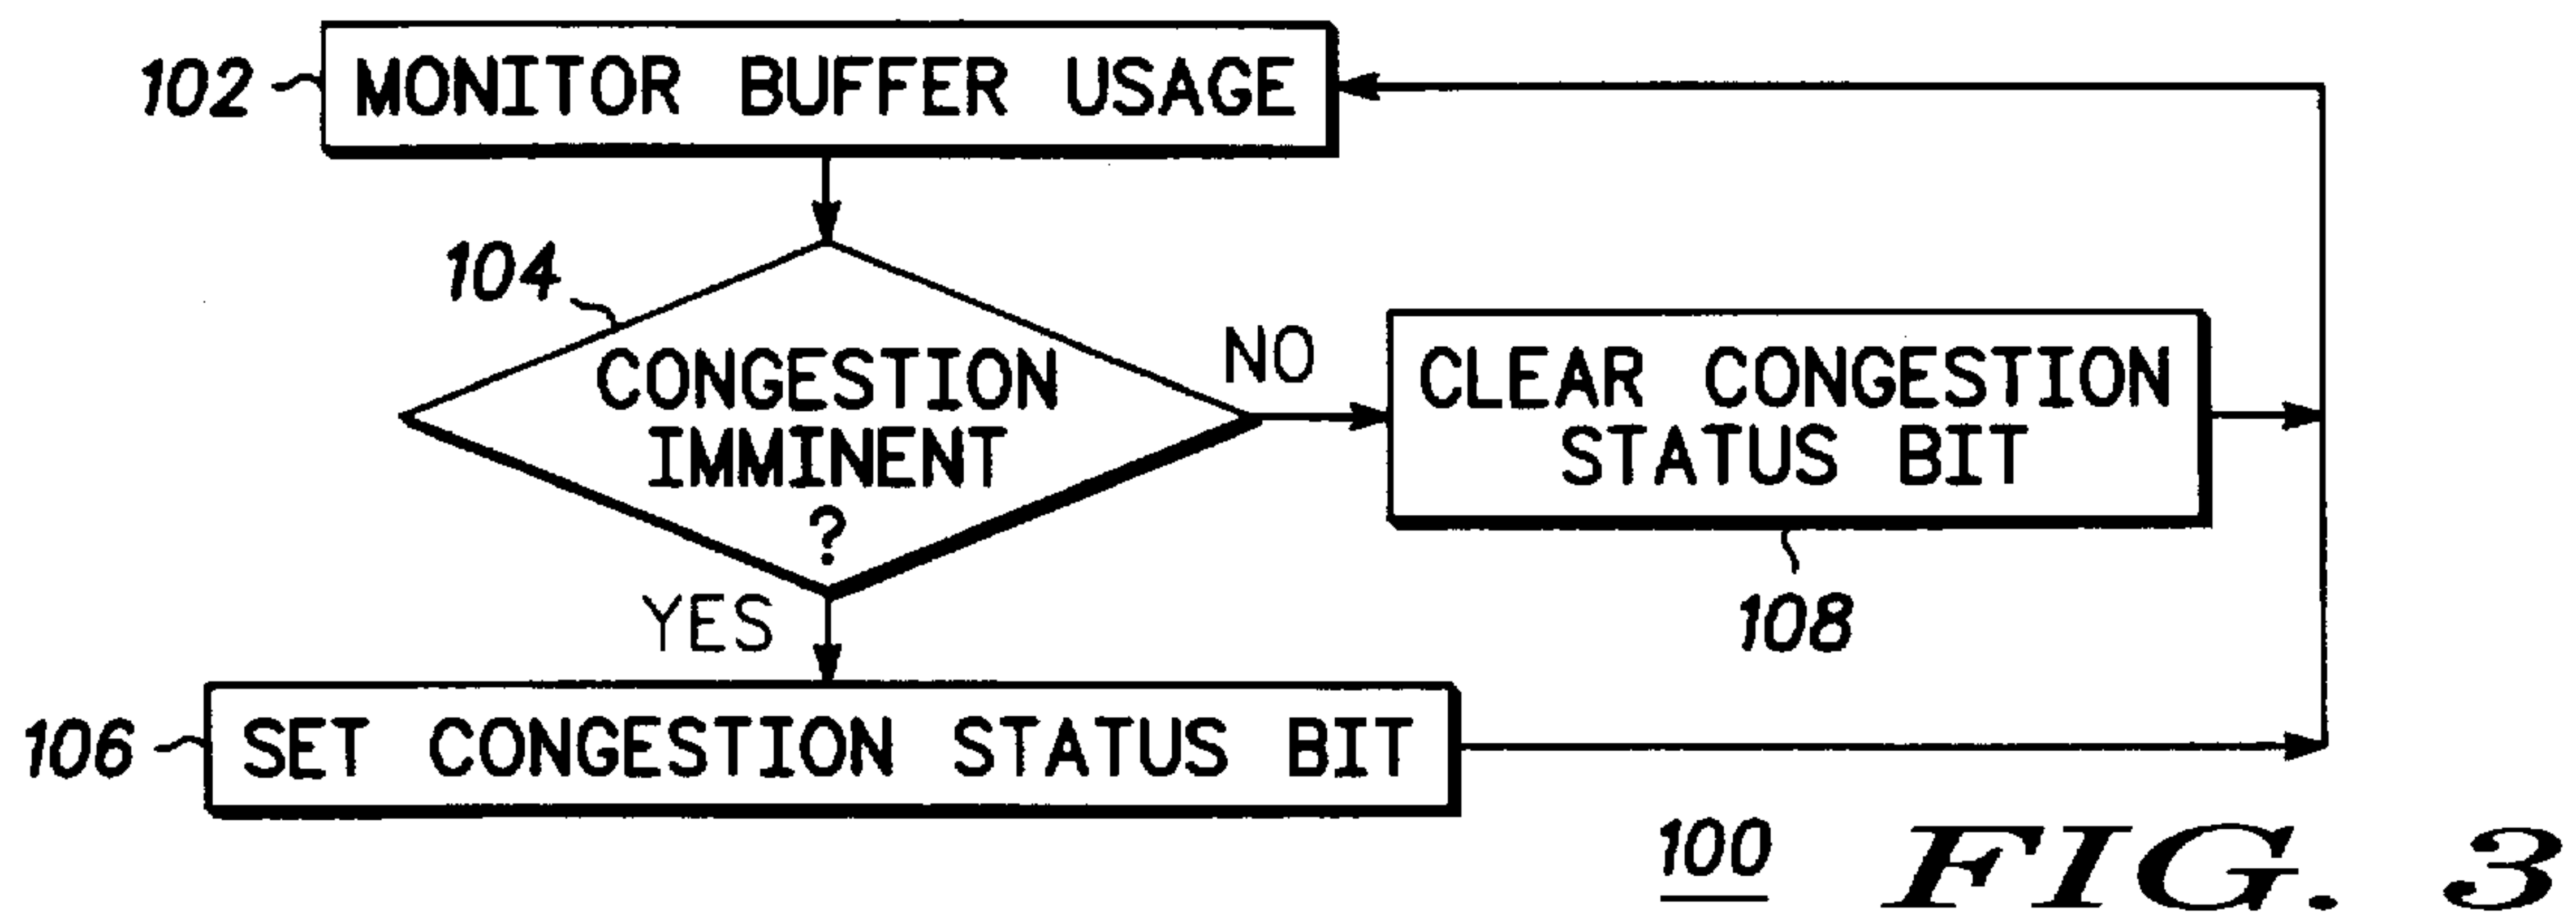 102
MONITOR BUFFER USAGE
104
CONGESTION
IMMINENT
?
NO
CLEAR CONGESTION
STATUS BIT
108
YES
106
SET CONGESTION STATUS BIT
100
FIG. 3